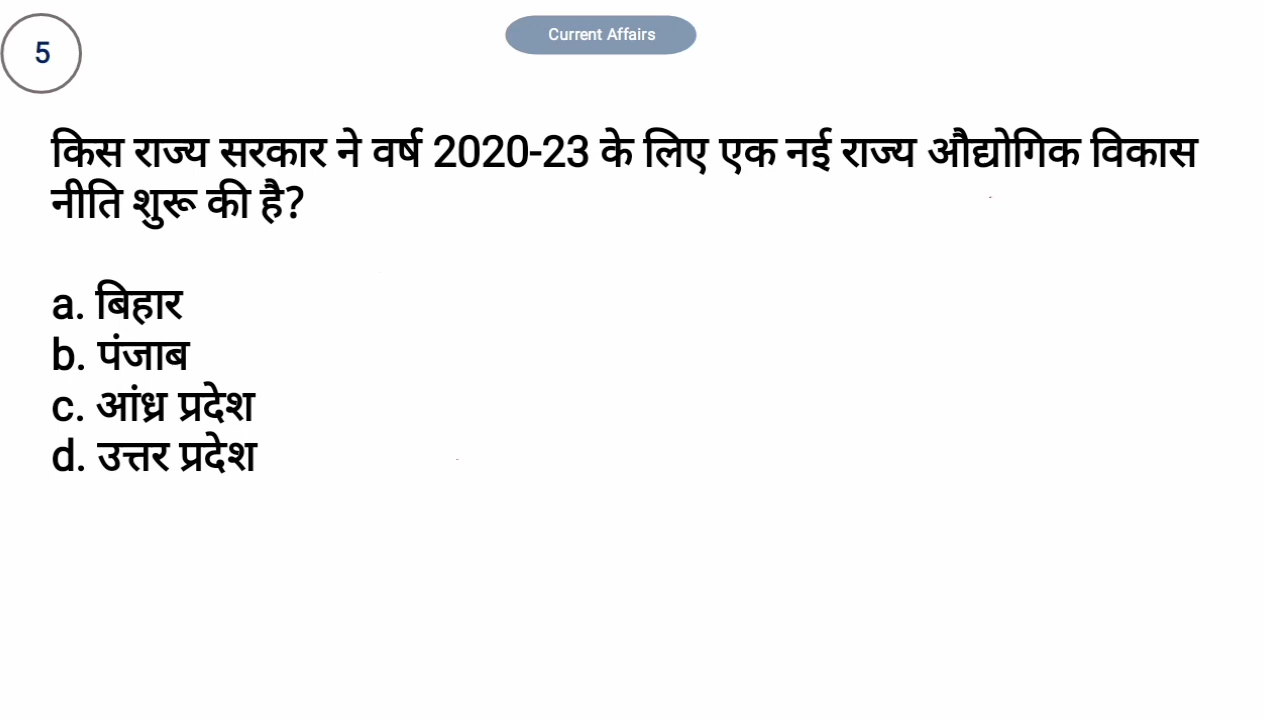 5
Current Affairs
किस राज्य सरकार ने वर्ष 2020-23 के लिए एक नई राज्य औद्योगिक विकास
नीति शुरू की है?
a. बिहार
b. पंजाब
c. आंध्र प्रदेश
d. उत्तर प्रदेश